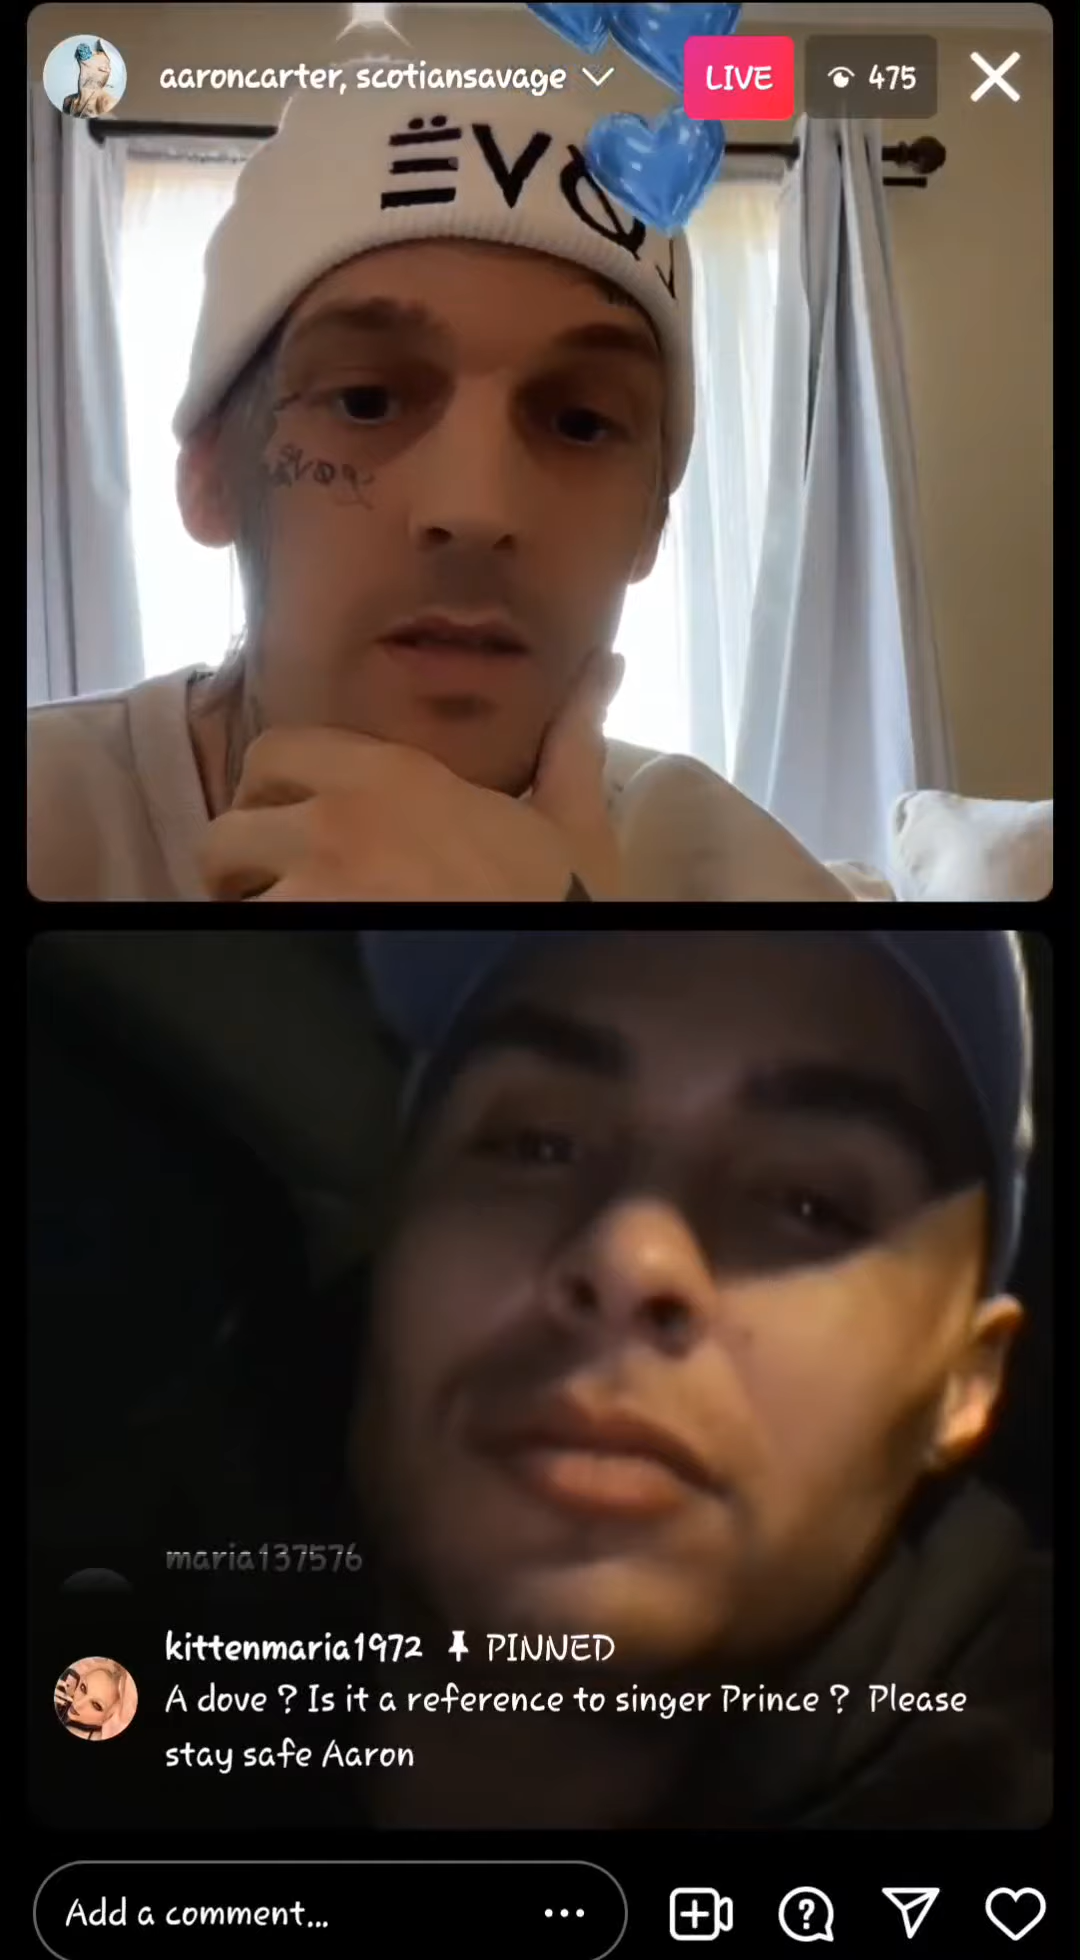 aaroncarter, scotiansavage
LIVE
475
maria137576
kittenmaria1972 PINNED
A dove ? Is it a reference to singer Prince ? Please
stay safe Aaron
Add a comment...